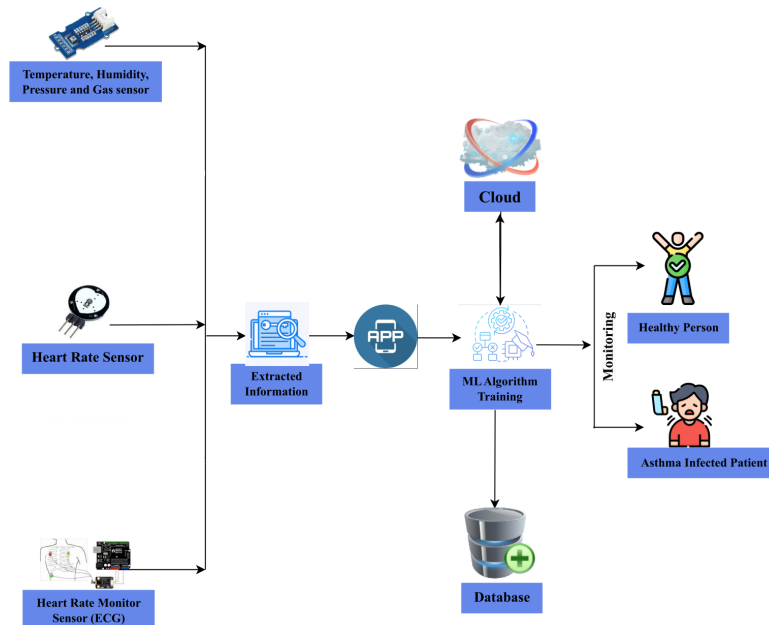 Temperature, Humidity,
Pressure and Gas sensor
Cloud
Heart Rate Sensor
Extracted
Information
APP
ML Algorithm
Training
Monitoring
Healthy Person
Asthma Infected Patient
Heart Rate Monitor
Sensor (ECG)
Database